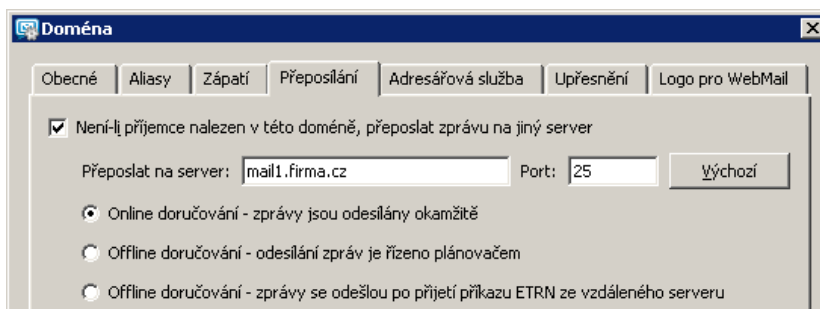 Doména
Obecné Aliasy Zápatí Přeposílání Adresářová služba Upřesnění Logo pro WebMail
Není-li příjemce nalezen v této doméně, přeposlat zprávu na jiný server
Přeposlat na server: mail1.firma.cz Port: 25 Výchozí
Online doručování - zprávy jsou odesílány okamžitě
Offline doručování - odesílání zpráv je řízeno plánovačem
Offline doručování - zprávy se odešlou po přijetí příkazu ETRN ze vzdáleného serveru